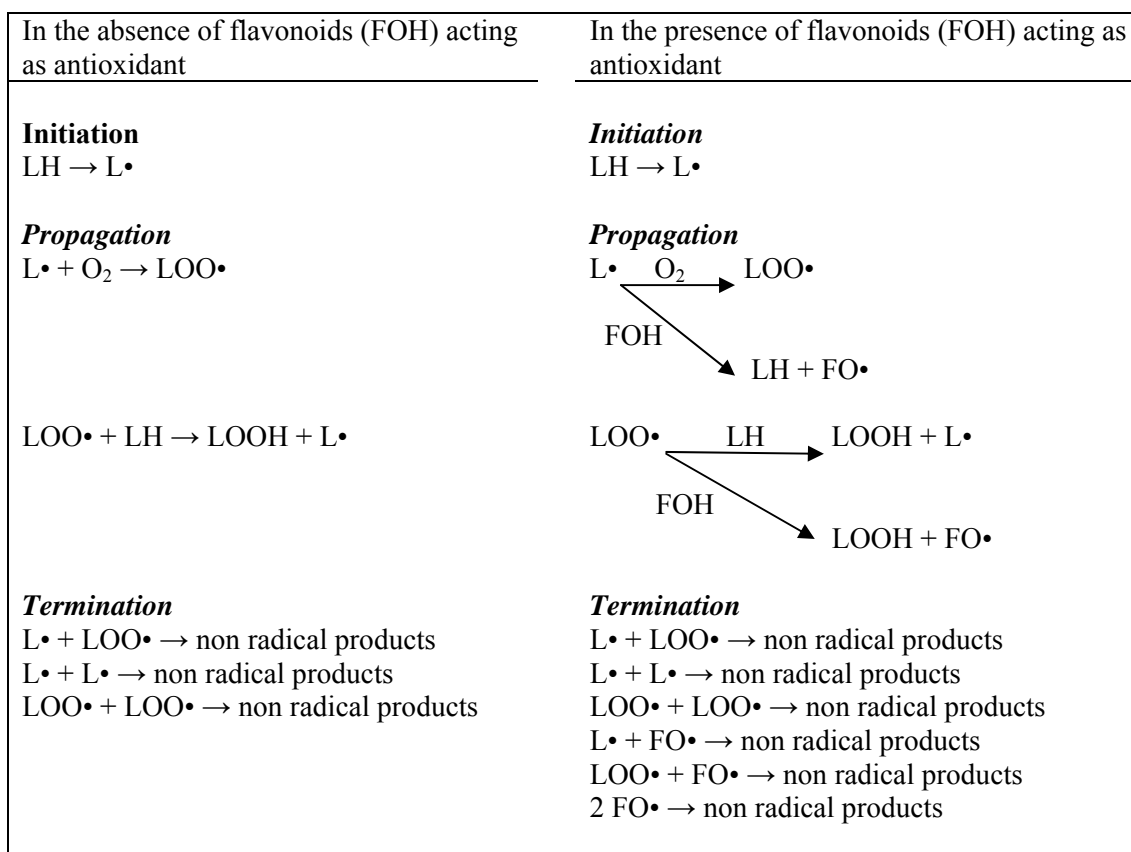 In the absence of flavonoids (FOH) acting
as antioxidant
Initiation
LH → L•
Propagation
L• + O₂ → LOO•
LOO• + LH → LOOH + L•
Termination
L• + LOO• → non radical products
L• + L• → non radical products
LOO• + LOO• → non radical products
In the presence of flavonoids (FOH) acting as
antioxidant
Initiation
LH → L•
Propagation
L• O₂ LOO•
FOH
LH + FO•
LOO• LH LOOH + L•
FOH
LOOH + FO•
Termination
L• + LOO• → non radical products
L• + L• → non radical products
LOO• + LOO• → non radical products
L• + FO• → non radical products
LOO• + FO• → non radical products
2 FO• → non radical products